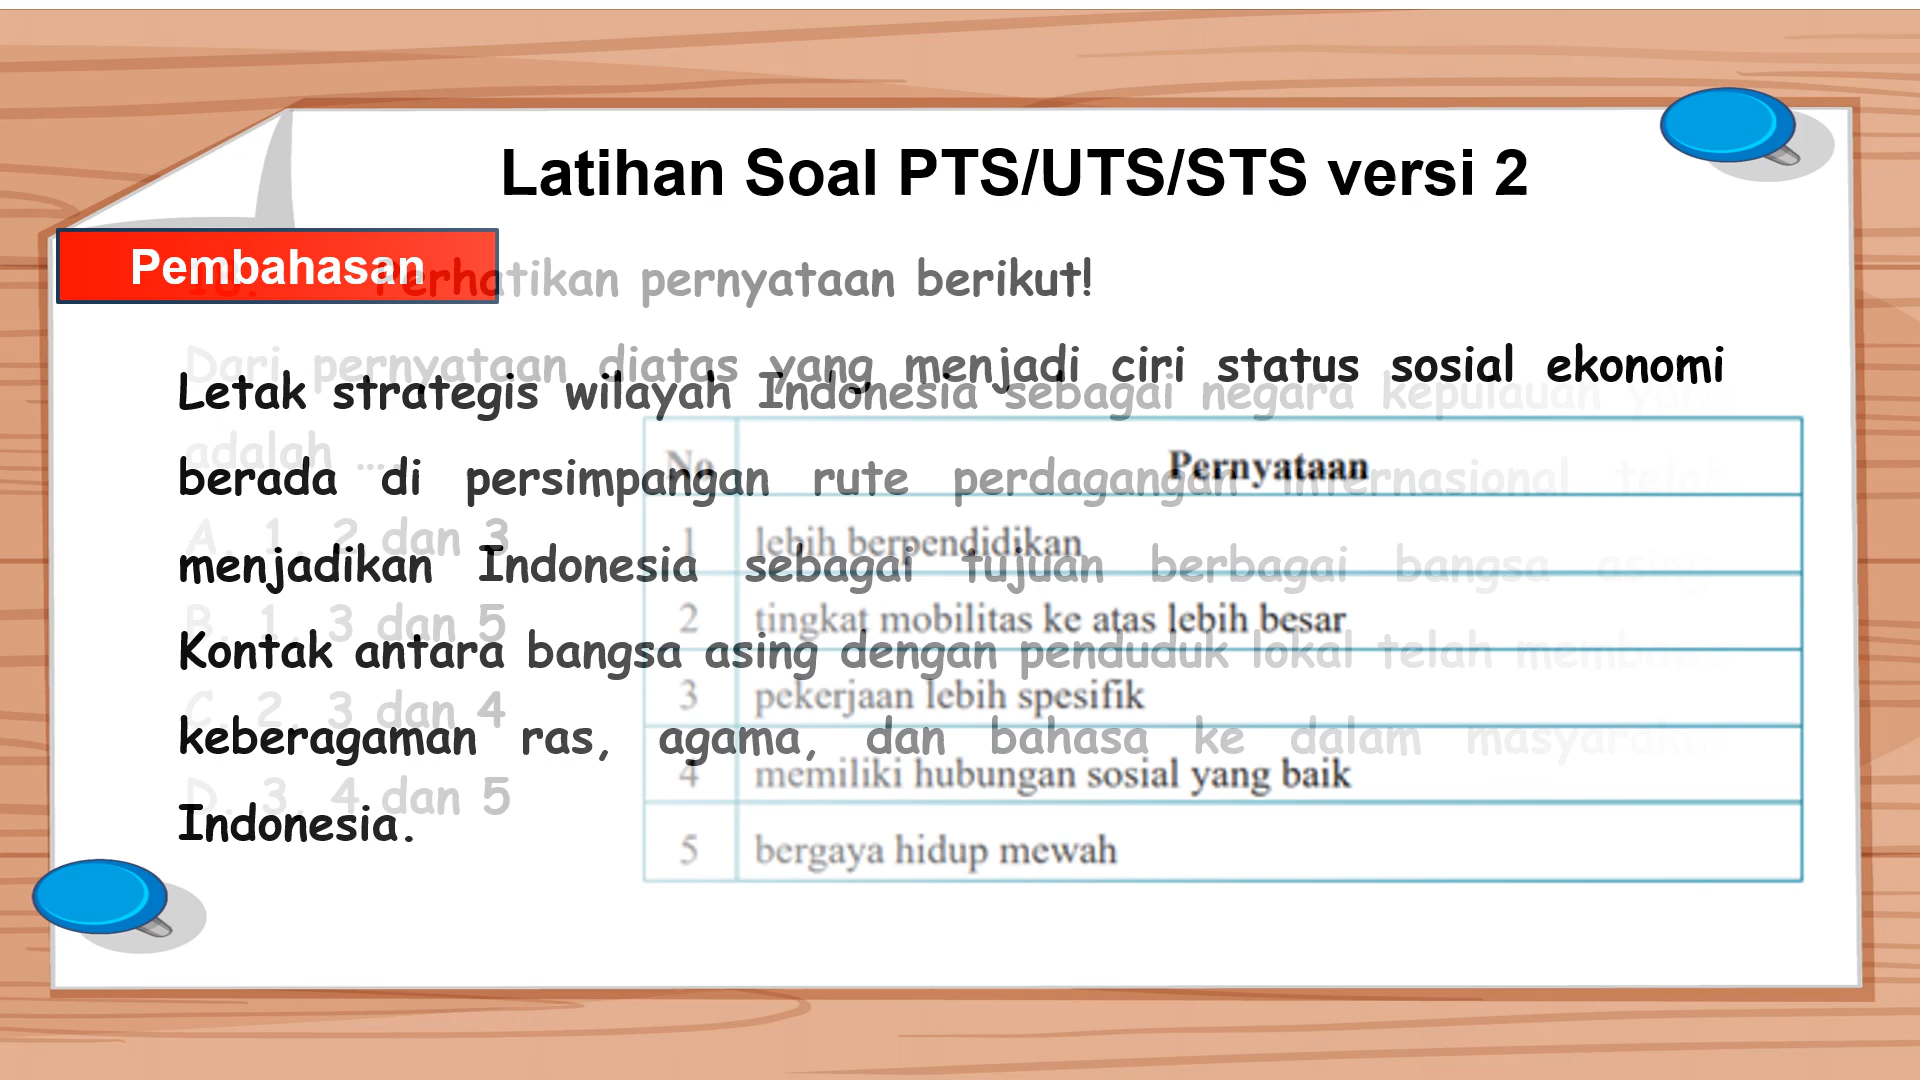 Latihan Soal PTS/UTS/STS versi 2
Pembahasan
Perhatikan pernyataan berikut!
Dari pernyataan diatas yang menjadi ciri status sosial ekonomi
adalah ....
A. 1, 2 dan 3
B. 1, 3 dan 5
C. 2, 3 dan 4
D. 3, 4 dan 5
No Pernyataan
1 lebih berpendidikan
2 tingkat mobilitas ke atas lebih besar
3 pekerjaan lebih spesifik
4 memiliki hubungan sosial yang baik
5 bergaya hidup mewah
Letak strategis wilayah Indonesia sebagai negara kepulauan yang
berada di persimpangan rute perdagangan internasional telah
menjadikan Indonesia sebagai tujuan berbagai bangsa asing.
Kontak antara bangsa asing dengan penduduk lokal telah membawa
keberagaman ras, agama, dan bahasa ke dalam masyarakat
Indonesia.